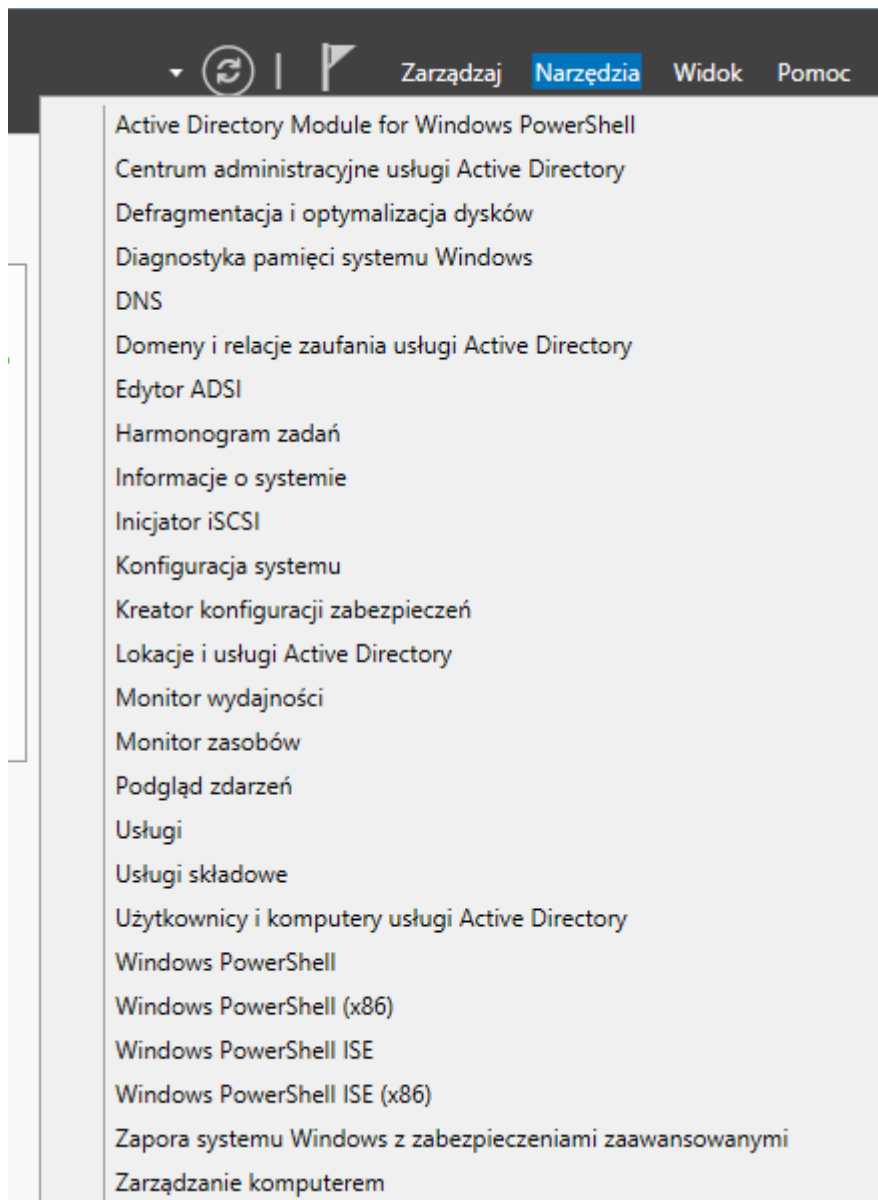 Zarządzaj Narzędzia Widok Pomoc
Active Directory Module for Windows PowerShell
Centrum administracyjne usługi Active Directory
Defragmentacja i optymalizacja dysków
Diagnostyka pamięci systemu Windows
DNS
Domeny i relacje zaufania usługi Active Directory
Edytor ADSI
Harmonogram zadań
Informacje o systemie
Inicjator iSCSI
Konfiguracja systemu
Kreator konfiguracji zabezpieczeń
Lokacje i usługi Active Directory
Monitor wydajności
Monitor zasobów
Podgląd zdarzeń
Usługi
Usługi składowe
Użytkownicy i komputery usługi Active Directory
Windows PowerShell
Windows PowerShell (x86)
Windows PowerShell ISE
Windows PowerShell ISE (x86)
Zapora systemu Windows z zabezpieczeniami zaawansowanymi
Zarządzanie komputerem